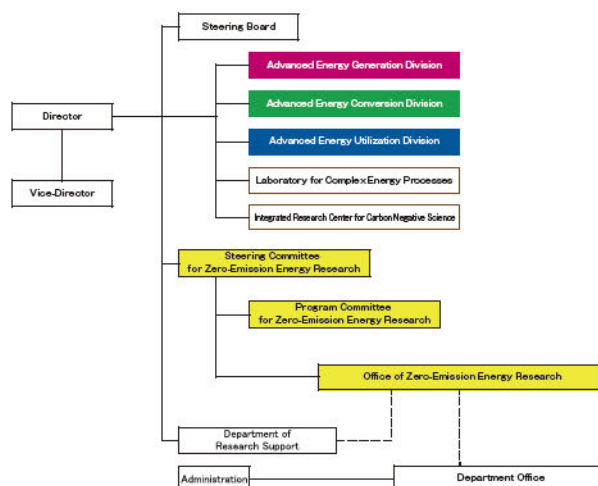 Steering Board
Advanced Energy Generation Division
Advanced Energy Conversion Division
Director
Advanced Energy Utilization Division
Laboratory for Complex Energy Processes
Vice-Director
Integrated Research Center for Carbon Negative Science
Steering Committee
for Zero-Emission Energy Research
Program Committee
for Zero-Emission Energy Research
Office of Zero-Emission Energy Research
Department of
Research Support
Administration
Department Office